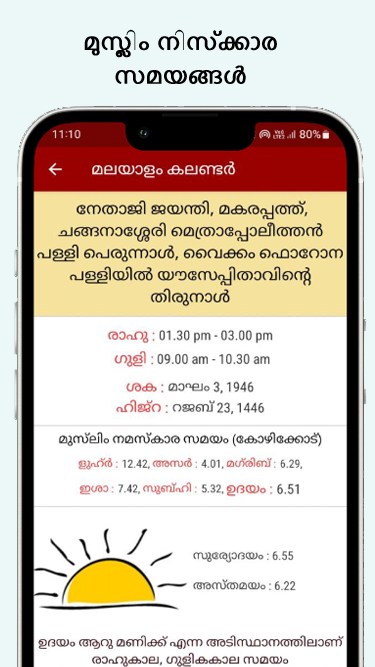 മുസ്ലിം നിസ്ക്കാര
സമയങ്ങൾ
11:10
80%
മലയാളം കലണ്ടർ
നേതാജി ജയന്തി, മകരപ്പത്ത്,
ചങ്ങനാശ്ശേരി മെത്രാപ്പോലീത്തൻ
പള്ളി പെരുന്നാൾ, വൈക്കം ഫൊറോന
പള്ളിയിൽ യൗസേപ്പിതാവിന്റെ
തിരുനാൾ
രാഹു : 01.30 pm - 03.00 pm
ഗുളി : 09.00 am - 10.30 am
ശക : മാഘം 3, 1946
ഹിജ്റ : റജബ് 23, 1446
മുസ്ലിം നമസ്കാര സമയം (കോഴിക്കോട്)
ളുഹ്ർ : 12.42, അസർ : 4.01, മഗ്രിബ് : 6.29,
ഇശാ : 7.42, സുബ്ഹി : 5.32, ഉദയം : 6.51
സൂര്യോദയം : 6.55
അസ്തമയം : 6.22
ഉദയം ആറു മണിക്ക് എന്ന അടിസ്ഥാനത്തിലാണ്
രാഹുകാല, ഗുളികകാല സമയം